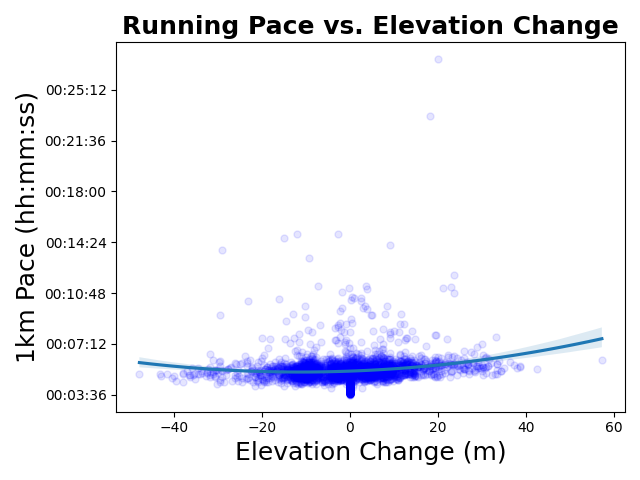 Running Pace vs. Elevation Change
1km Pace (hh:mm:ss)
00:25:12
00:21:36
00:18:00
00:14:24
00:10:48
00:07:12
00:03:36
−40 −20 0 20 40 60
Elevation Change (m)